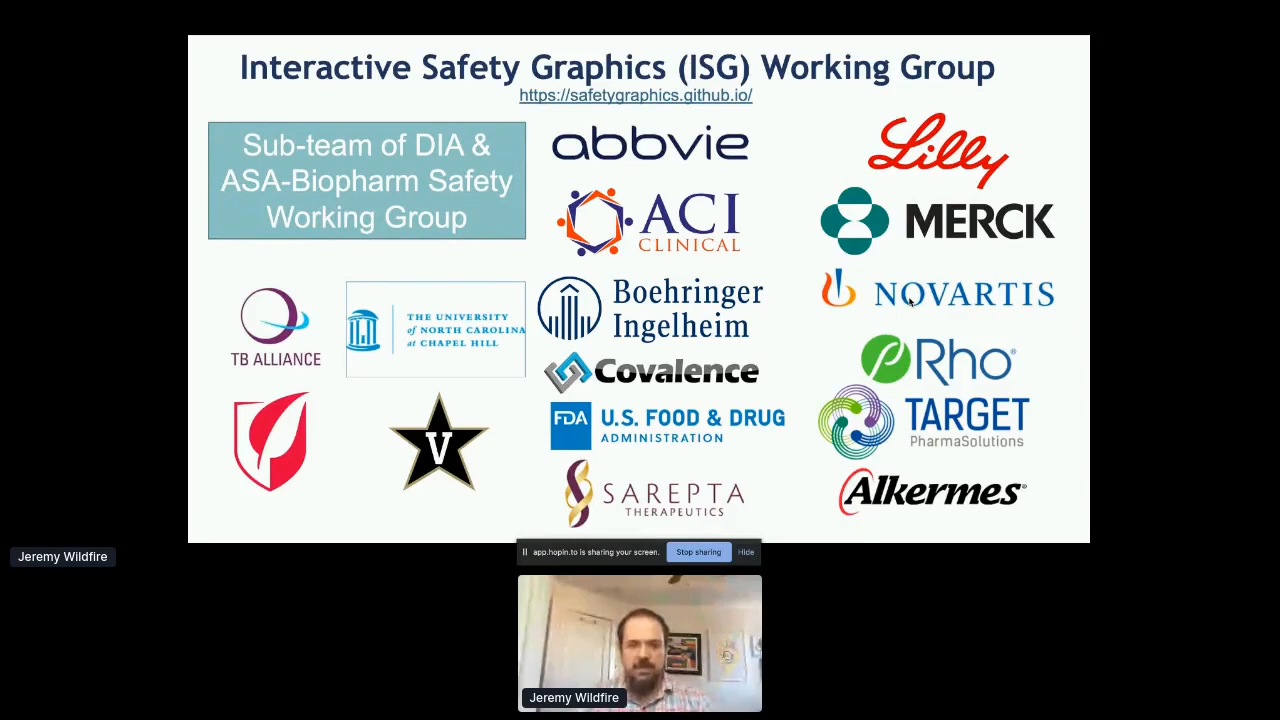 Interactive Safety Graphics (ISG) Working Group
https://safetygraphics.github.io/
Sub-team of DIA &
ASA-Biopharm Safety
Working Group
abbvie
Lilly
ACI
CLINICAL
MERCK
TB ALLIANCE
THE UNIVERSITY
of NORTH CAROLINA
at CHAPEL HILL
Boehringer
Ingelheim
NOVARTIS
Covalence
Rho®
V
FDA
U.S. FOOD & DRUG
ADMINISTRATION
TARGET
PharmaSolutions
SAREPTA
THERAPEUTICS
Alkermes®
Jeremy Wildfire
app.hopin.to is sharing your screen.
Stop sharing
Hide
Jeremy Wildfire